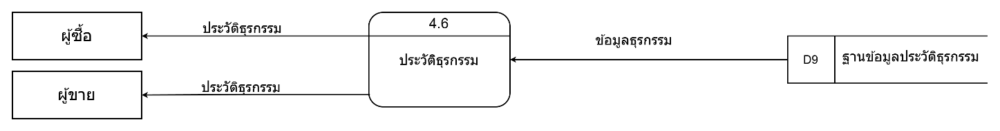 ผู้ซื้อ
ประวัติธุรกรรม
4.6
ประวัติธุรกรรม
ข้อมูลธุรกรรม
D9
ฐานข้อมูลประวัติธุรกรรม
ผู้ขาย
ประวัติธุรกรรม